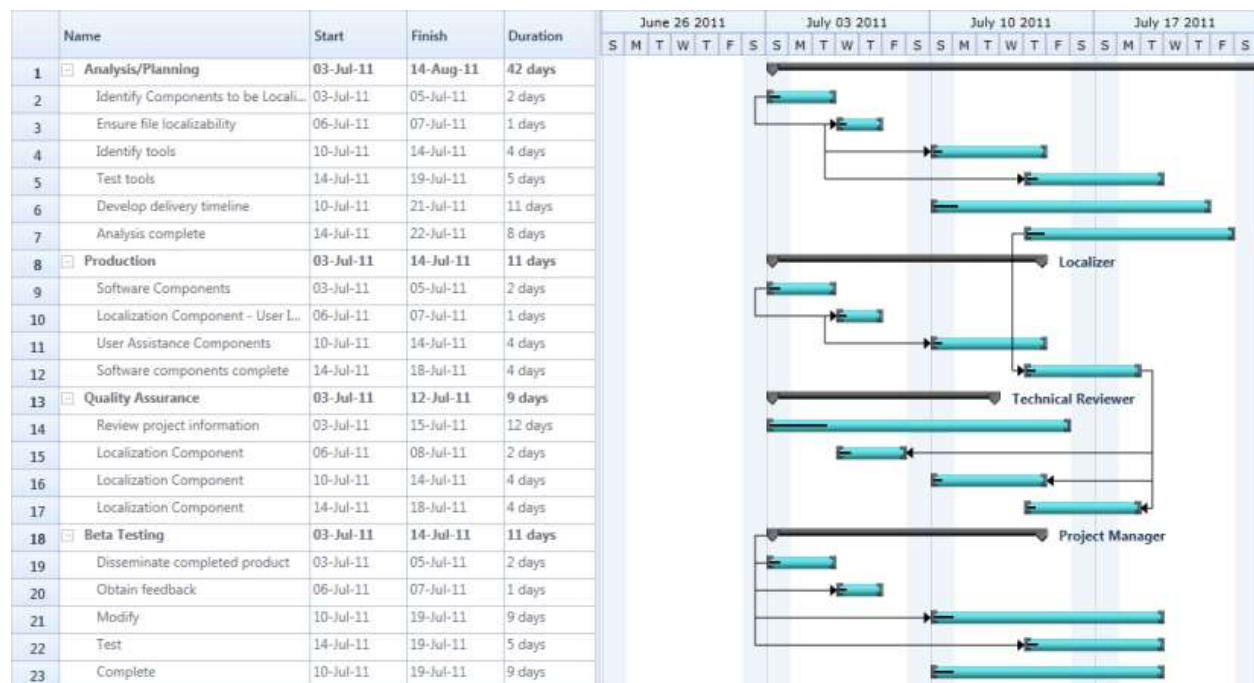 Name Start Finish Duration
June 26 2011 July 03 2011 July 10 2011 July 17 2011
S M T W T F S S M T W T F S S M T W T F S S M T W T F S
1 Analysis/Planning 03-Jul-11 14-Aug-11 42 days
2 Identify Components to be Locali... 03-Jul-11 05-Jul-11 2 days
3 Ensure file localizability 06-Jul-11 07-Jul-11 1 days
4 Identify tools 10-Jul-11 14-Jul-11 4 days
5 Test tools 14-Jul-11 19-Jul-11 5 days
6 Develop delivery timeline 10-Jul-11 21-Jul-11 11 days
7 Analysis complete 14-Jul-11 22-Jul-11 8 days
8 Production 03-Jul-11 14-Jul-11 11 days Localizer
9 Software Components 03-Jul-11 05-Jul-11 2 days
10 Localization Component - User I... 06-Jul-11 07-Jul-11 1 days
11 User Assistance Components 10-Jul-11 14-Jul-11 4 days
12 Software components complete 14-Jul-11 18-Jul-11 4 days
13 Quality Assurance 03-Jul-11 12-Jul-11 9 days Technical Reviewer
14 Review project information 03-Jul-11 15-Jul-11 12 days
15 Localization Component 06-Jul-11 08-Jul-11 2 days
16 Localization Component 10-Jul-11 14-Jul-11 4 days
17 Localization Component 14-Jul-11 18-Jul-11 4 days
18 Beta Testing 03-Jul-11 14-Jul-11 11 days Project Manager
19 Disseminate completed product 03-Jul-11 05-Jul-11 2 days
20 Obtain feedback 06-Jul-11 07-Jul-11 1 days
21 Modify 10-Jul-11 19-Jul-11 9 days
22 Test 14-Jul-11 19-Jul-11 5 days
23 Complete 10-Jul-11 19-Jul-11 9 days